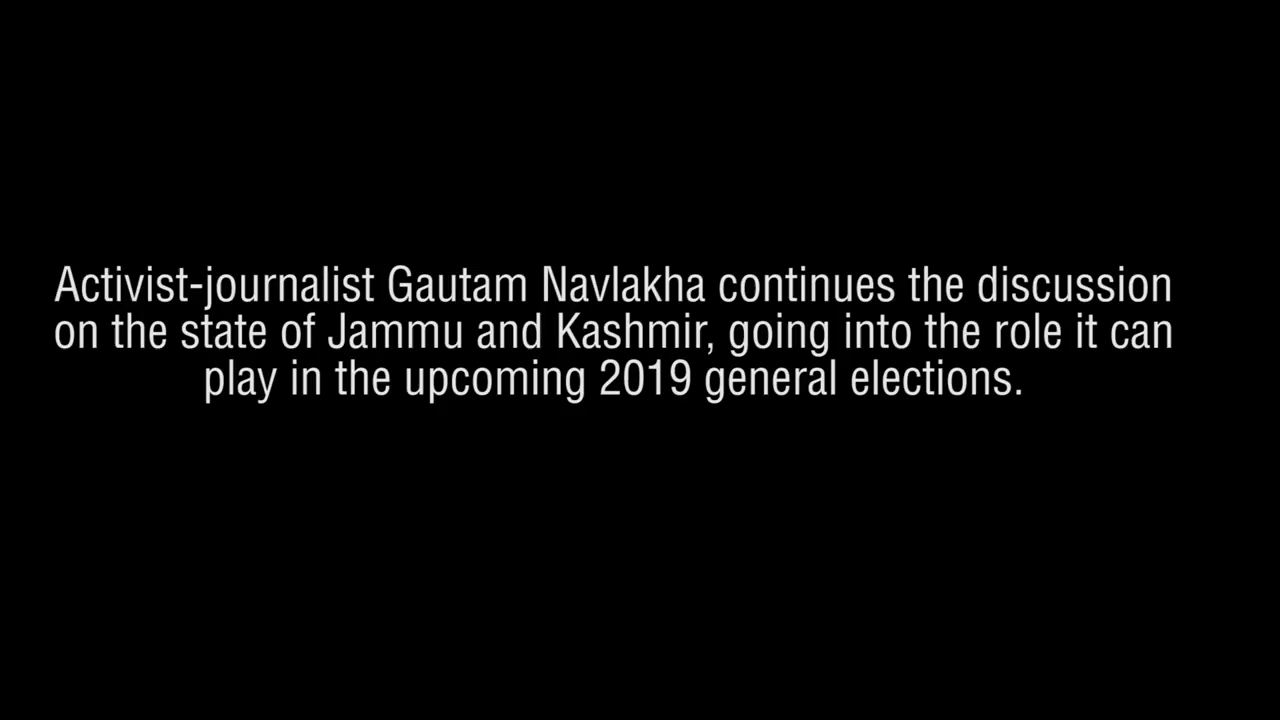 Activist-journalist Gautam Navlakha continues the discussion
on the state of Jammu and Kashmir, going into the role it can
play in the upcoming 2019 general elections.